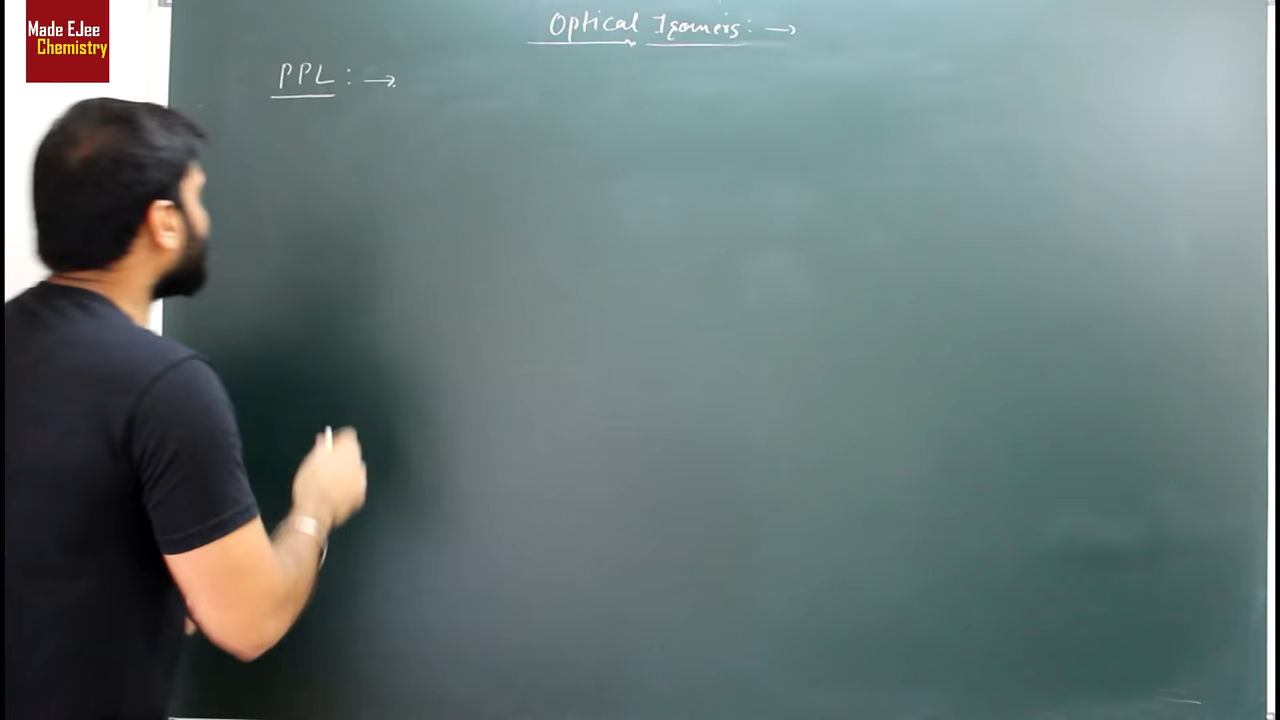 Made EJee
Chemistry
Optical Isomers: →
PPL: →